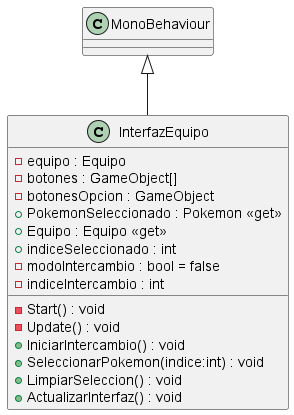 C MonoBehaviour
C InterfazEquipo
equipo : Equipo
botones : GameObject[]
botonesOpcion : GameObject
PokemonSeleccionado : Pokemon «get»
Equipo : Equipo «get»
indiceSeleccionado : int
modoIntercambio : bool = false
indiceIntercambio : int
Start() : void
Update() : void
IniciarIntercambio() : void
SeleccionarPokemon(indice:int) : void
LimpiarSeleccion() : void
ActualizarInterfaz() : void